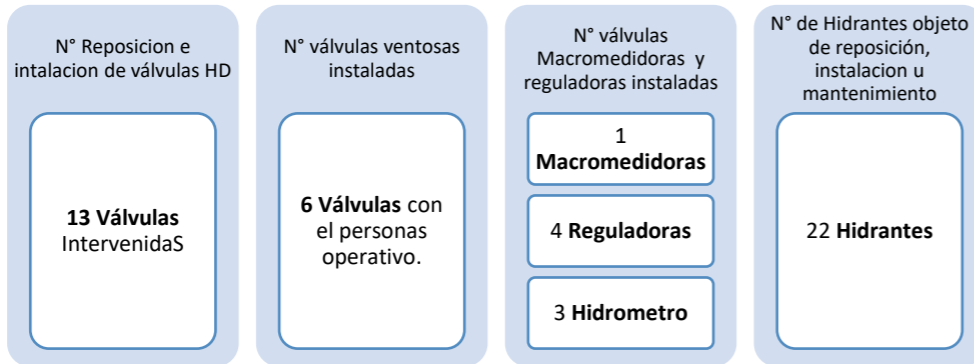 N° Reposicion e
intalacion de válvulas HD
13 Válvulas
IntervenidaS
N° válvulas ventosas
instaladas
6 Válvulas con
el personas
operativo.
N° válvulas
Macromedidoras y
reguladoras instaladas
1
Macromedidoras
4 Reguladoras
3 Hidrometro
N° de Hidrantes objeto
de reposición,
instalacion u
mantenimiento
22 Hidrantes